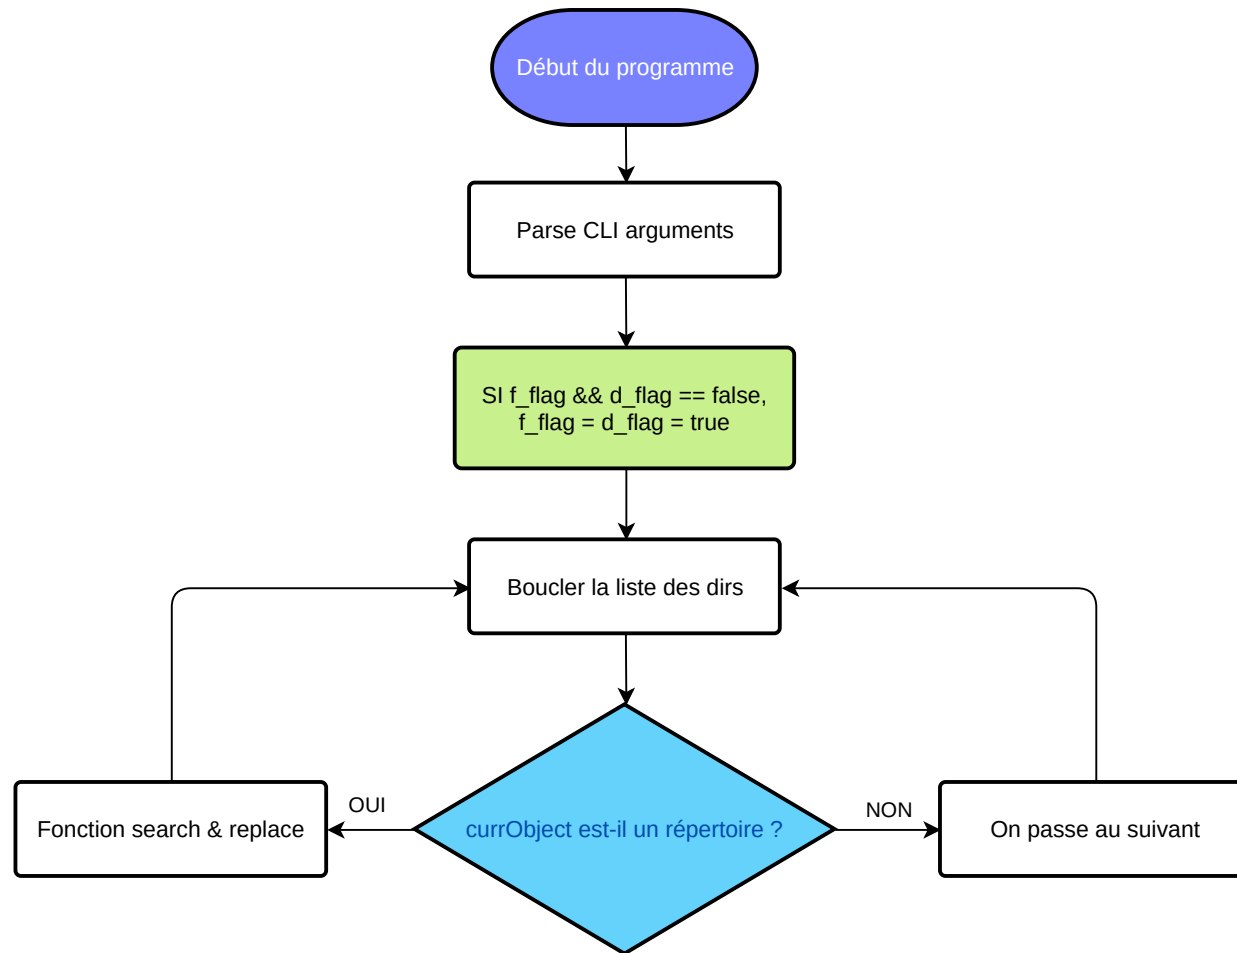 Début du programme
Parse CLI arguments
SI f_flag && d_flag == false,
f_flag = d_flag = true
Boucler la liste des dirs
OUI
NON
Fonction search & replace
currObject est-il un répertoire ?
On passe au suivant